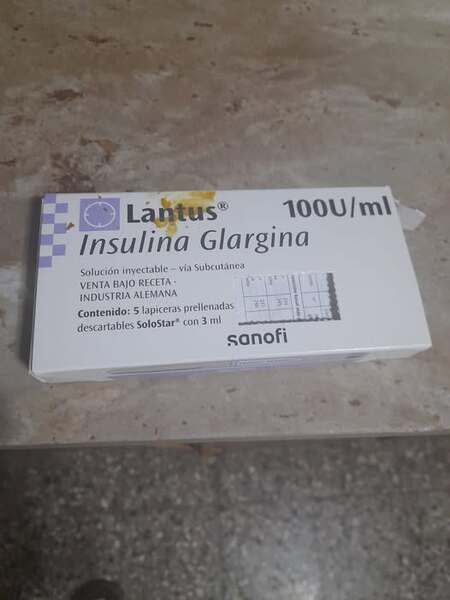 Lantus® 100U/ml
Insulina Glargina
Solución inyectable – vía Subcutánea
VENTA BAJO RECETA -
INDUSTRIA ALEMANA
Contenido: 5 lapiceras prellenadas
descartables SoloStar® con 3 ml
sanofi